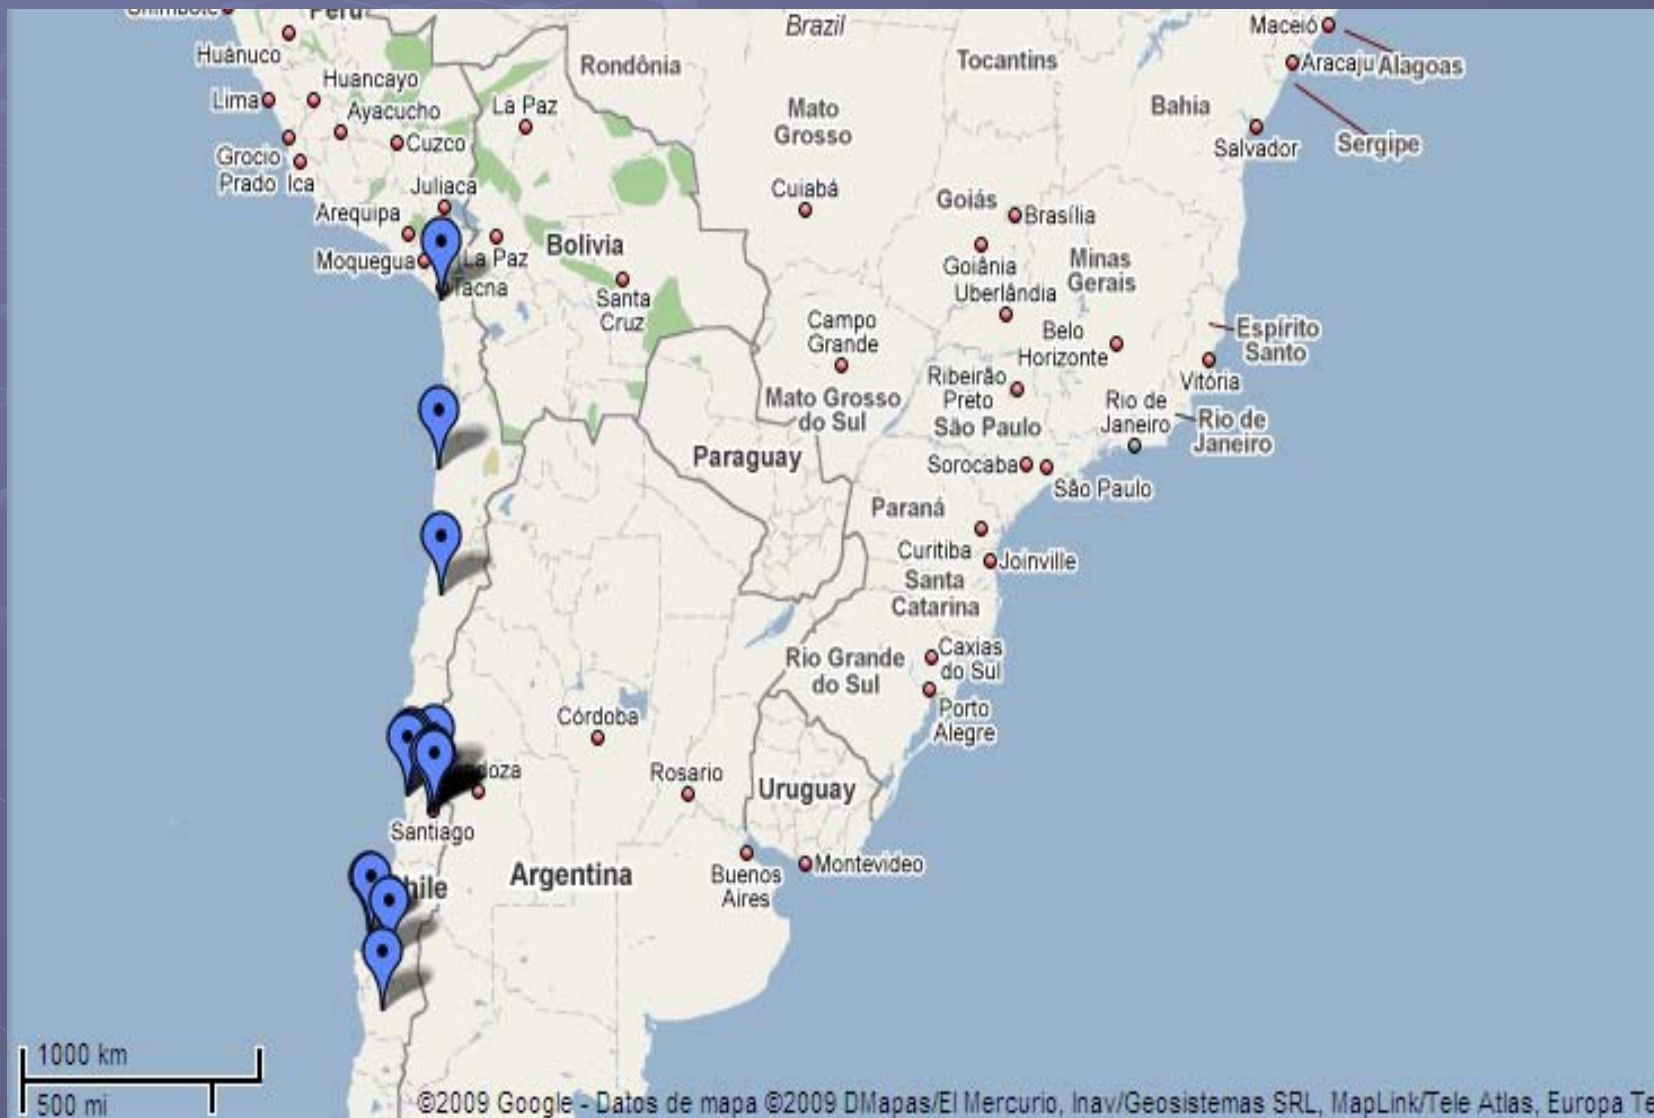 Peru
Brazil
Maceió
Huánuco
Rondônia
Tocantins
Aracaju
Alagoas
Huancayo
Lima
La Paz
Mato
Grosso
Bahia
Ayacucho
Cuzco
Salvador
Sergipe
Grocio
Prado
Ica
Juliaca
Cuiabá
Goiás
Brasília
Arequipa
Bolivia
Moquegua
La Paz
Goiânia
Minas
Gerais
Tacna
Uberlândia
Santa
Cruz
Campo
Grande
Belo
Horizonte
Espírito
Santo
Ribeirão
Preto
Vitória
Mato Grosso
do Sul
Rio de
Janeiro
Rio de
Janeiro
São Paulo
Paraguay
Sorocaba
São Paulo
Paraná
Curitiba
Joinville
Santa
Catarina
Rio Grande
do Sul
Caxias
do Sul
Córdoba
Porto
Alegre
Rosario
Uruguay
Santiago
Argentina
Buenos
Aires
Montevideo
1000 km
500 mi
©2009 Google - Datos de mapa ©2009 DMapas/El Mercurio, Inav/Geosistemas SRL, MapLink/Tele Atlas, Europa Te